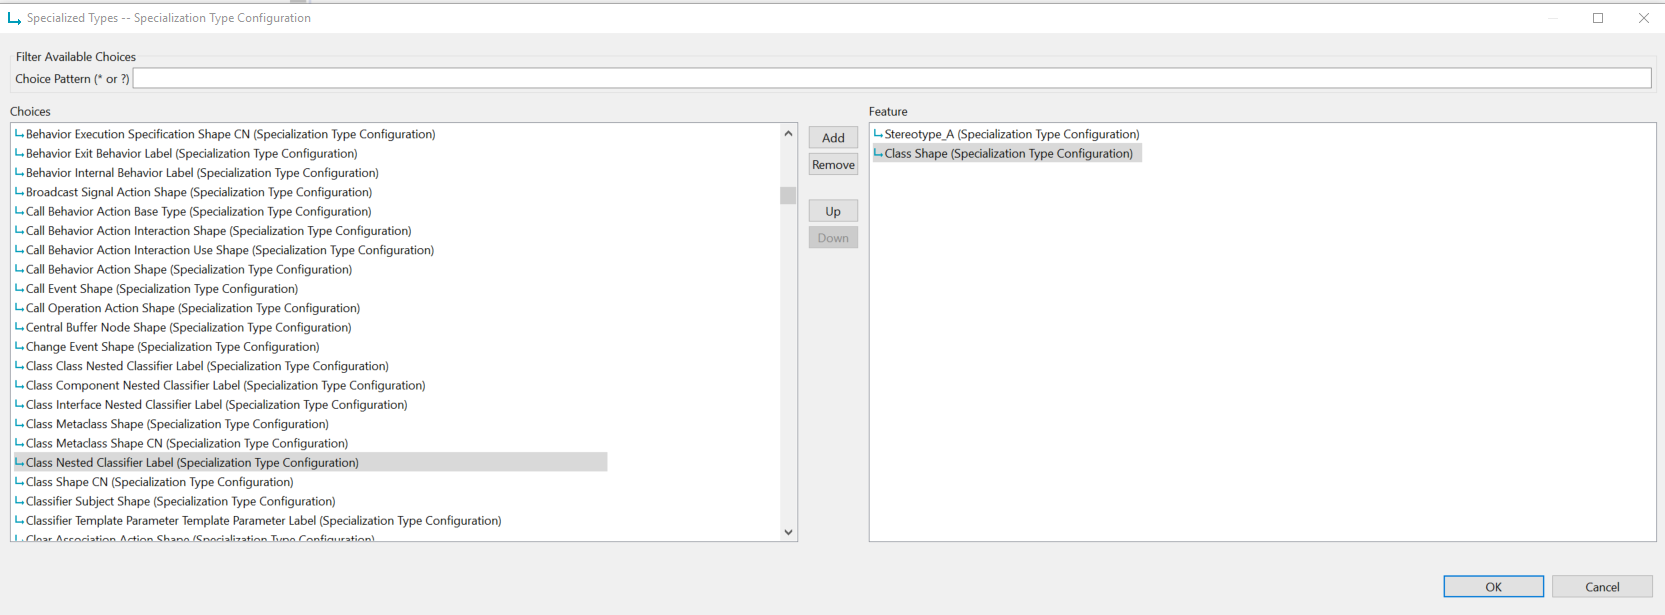 Specialized Types -- Specialization Type Configuration
Filter Available Choices
Choice Pattern (* or ?)
Choices
Behavior Execution Specification Shape CN (Specialization Type Configuration)
Behavior Exit Behavior Label (Specialization Type Configuration)
Behavior Internal Behavior Label (Specialization Type Configuration)
Broadcast Signal Action Shape (Specialization Type Configuration)
Call Behavior Action Base Type (Specialization Type Configuration)
Call Behavior Action Interaction Shape (Specialization Type Configuration)
Call Behavior Action Interaction Use Shape (Specialization Type Configuration)
Call Behavior Action Shape (Specialization Type Configuration)
Call Event Shape (Specialization Type Configuration)
Call Operation Action Shape (Specialization Type Configuration)
Central Buffer Node Shape (Specialization Type Configuration)
Change Event Shape (Specialization Type Configuration)
Class Class Nested Classifier Label (Specialization Type Configuration)
Class Component Nested Classifier Label (Specialization Type Configuration)
Class Interface Nested Classifier Label (Specialization Type Configuration)
Class Metaclass Shape (Specialization Type Configuration)
Class Metaclass Shape CN (Specialization Type Configuration)
Class Nested Classifier Label (Specialization Type Configuration)
Class Shape CN (Specialization Type Configuration)
Classifier Subject Shape (Specialization Type Configuration)
Classifier Template Parameter Template Parameter Label (Specialization Type Configuration)
Clear Association Action Shape (Specialization Type Configuration)
Add
Remove
Up
Down
Feature
Stereotype_A (Specialization Type Configuration)
Class Shape (Specialization Type Configuration)
OK
Cancel